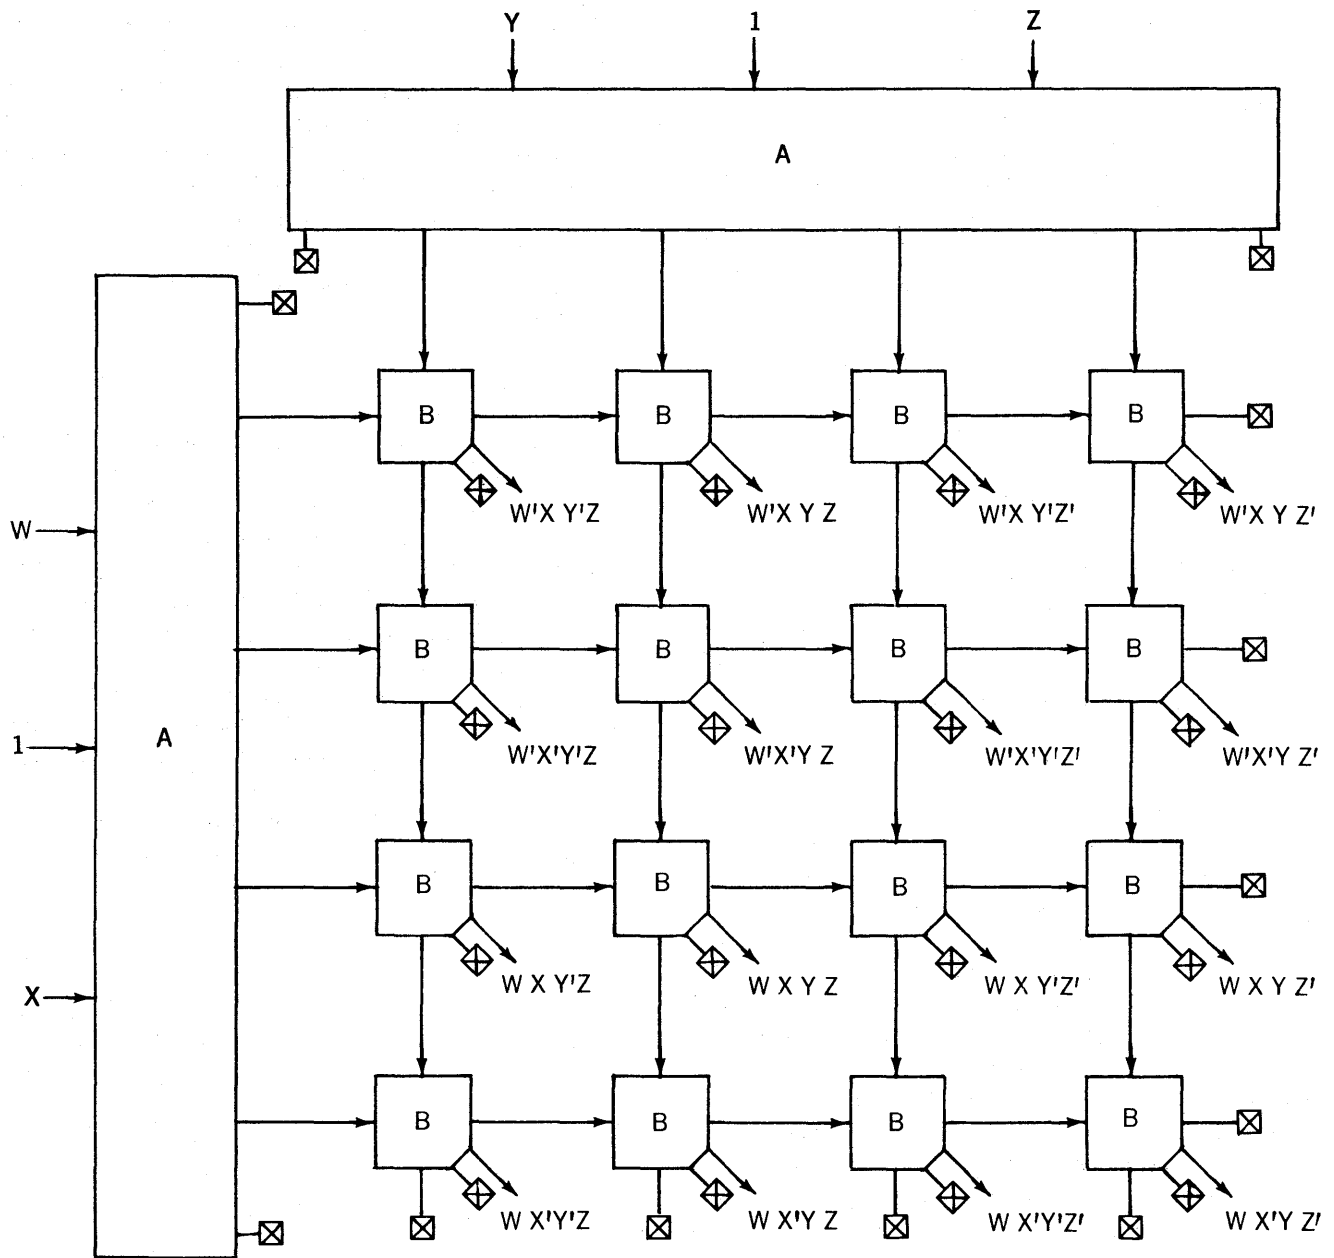 Y 1 Z
A
B B B B
W'X Y'Z W'X Y Z W'X Y'Z' W'X Y Z'
W
B B B B
1 A
W'X'Y'Z W'X'Y Z W'X'Y'Z' W'X'Y Z'
B B B B
X
W X Y'Z W X Y Z W X Y'Z' W X Y Z'
B B B B
W X'Y'Z W X'Y Z W X'Y'Z' W X'Y Z'